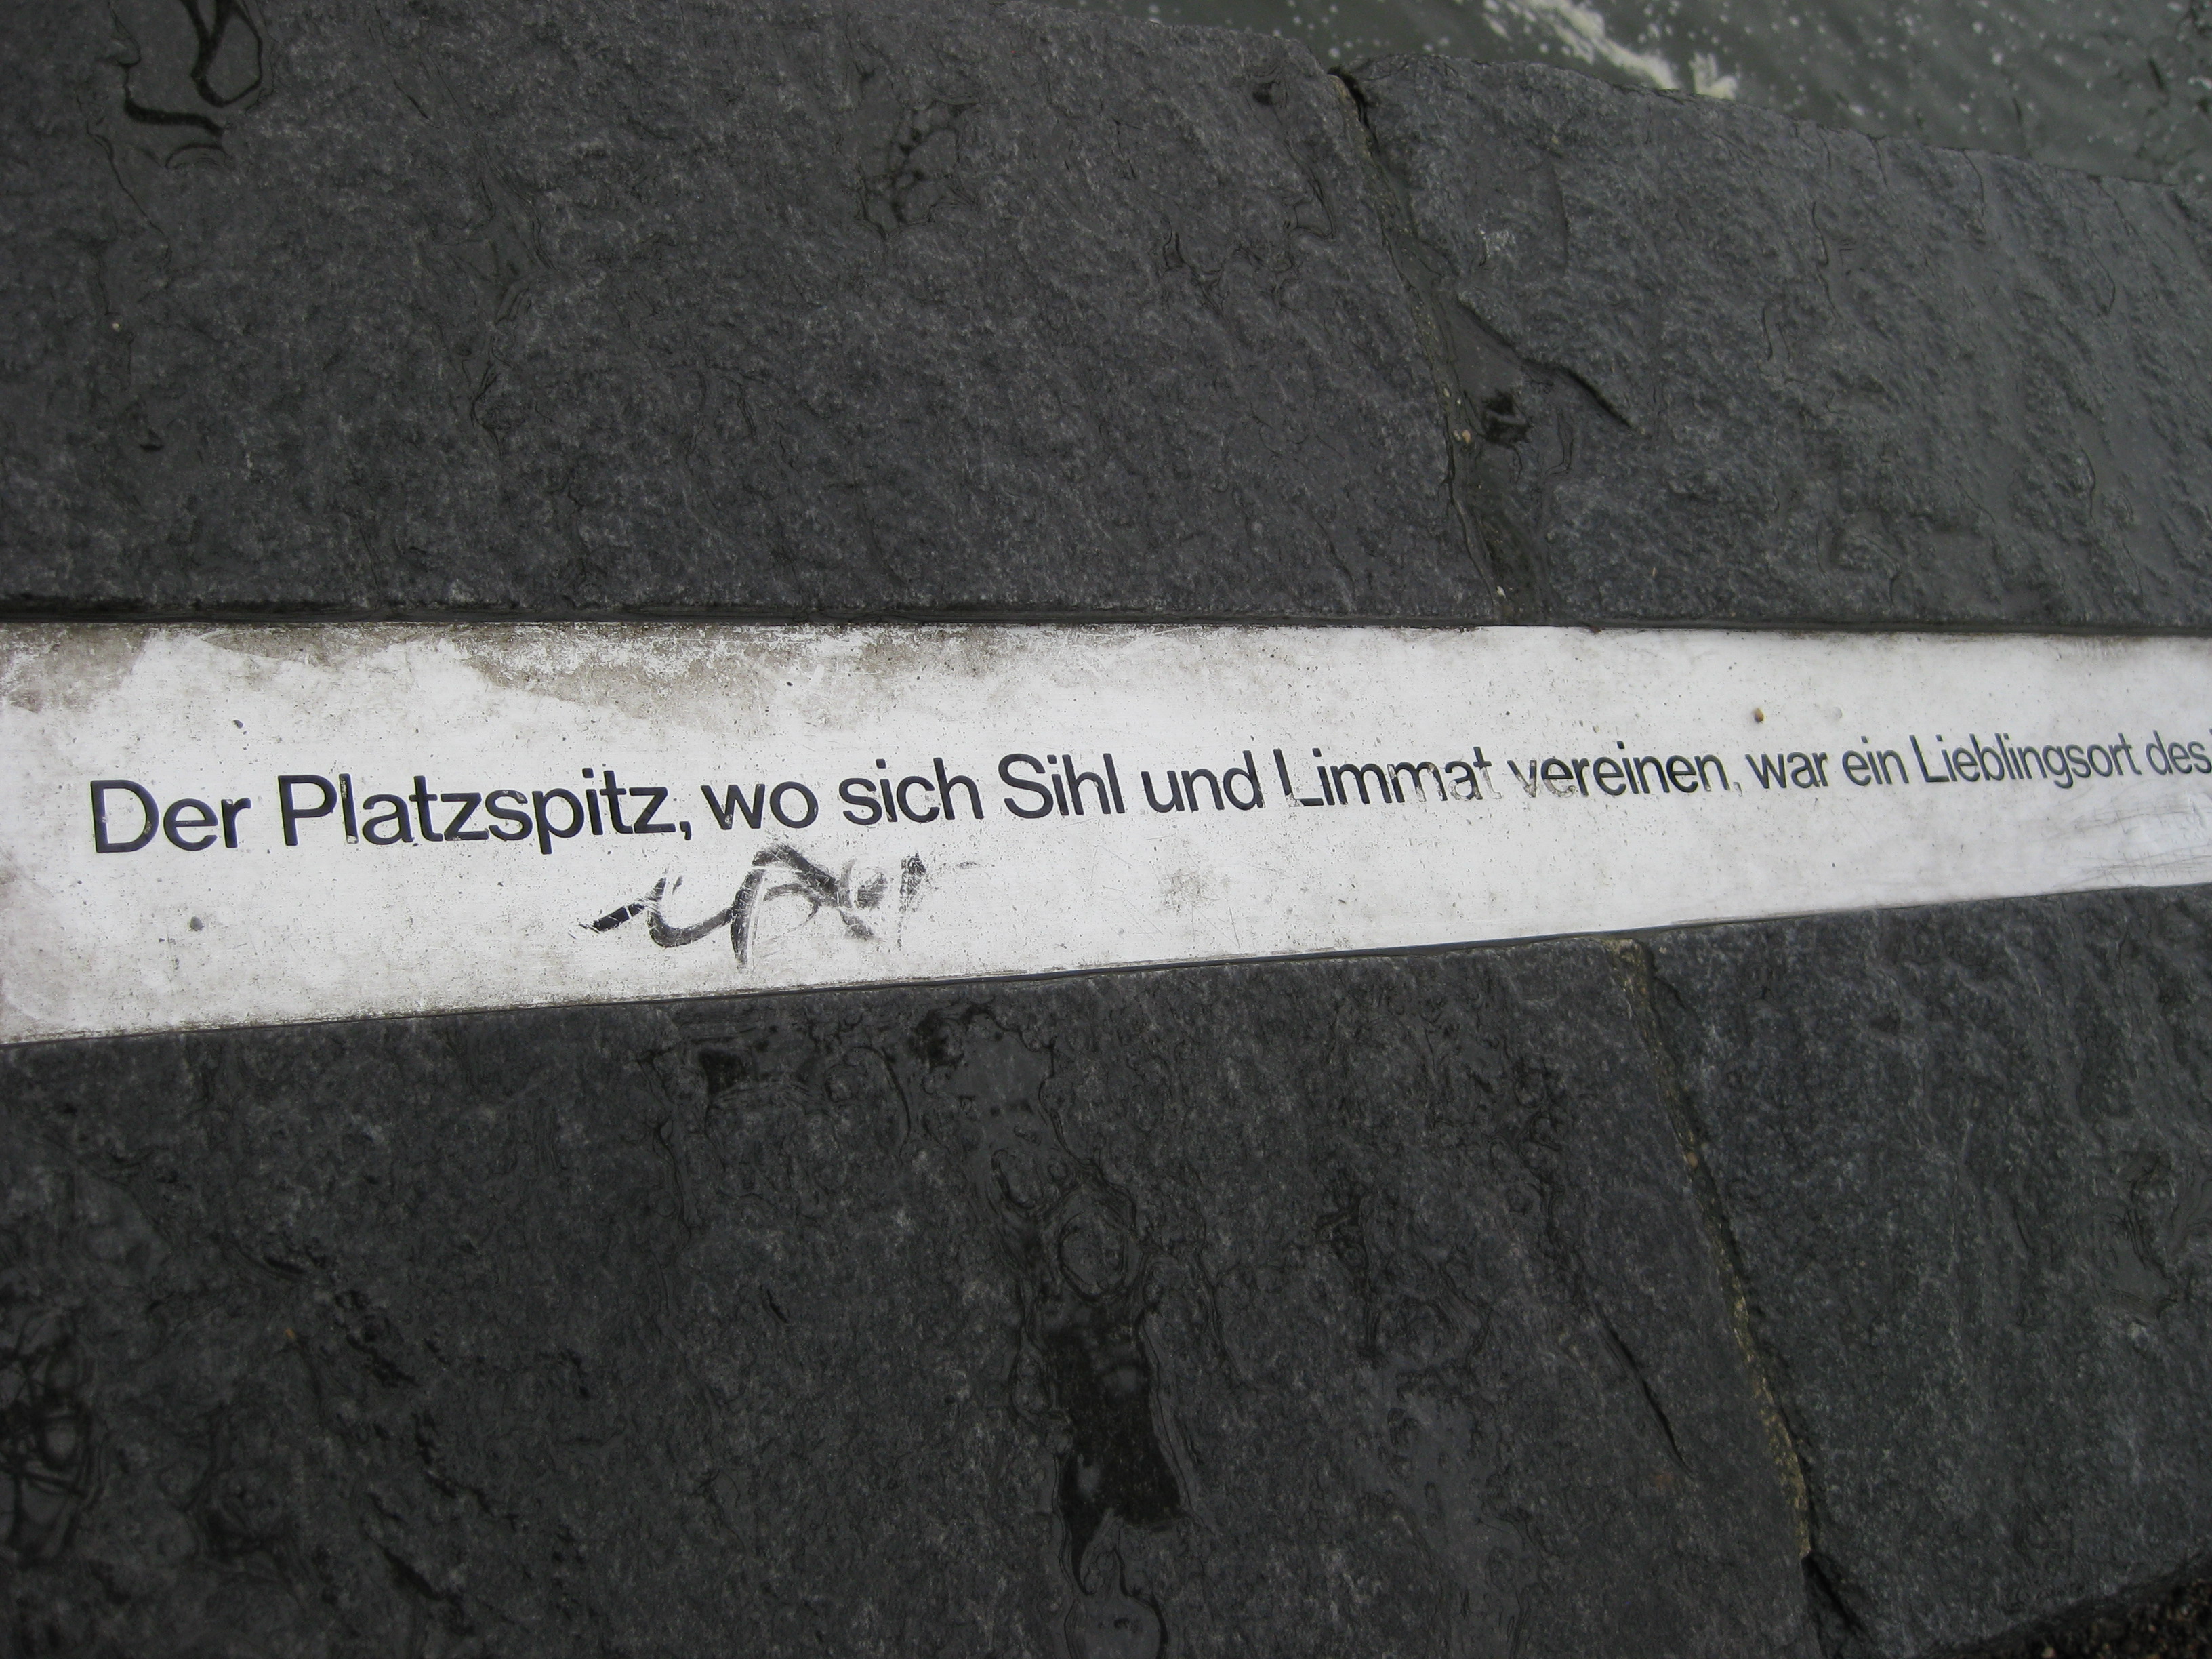 Der Platzspitz, wo sich Sihl und Limmat vereinen, war ein Lieblingsort des